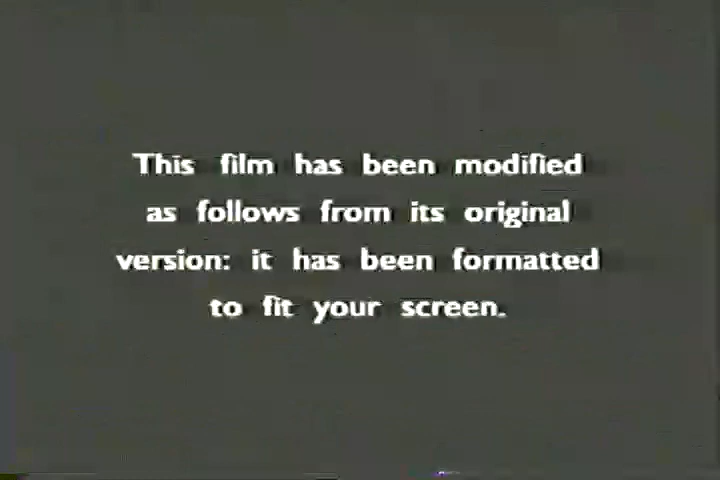 This film has been modified
as follows from its original
version: it has been formatted
to fit your screen.